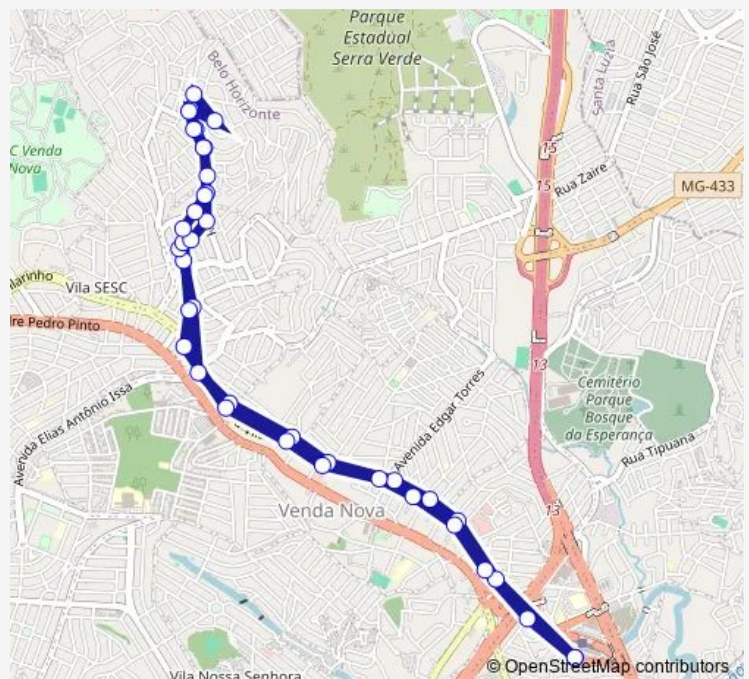 Parque
Estadual
Serra Verde
Belo Horizonte
Santa Luzia
Rua São José
C Venda
Nova
15
15
Rua Zaire
MG-433
Vila SESC
ilarinho
re Pedro Pinto
13
Avenida Elias Antônio Issa
Avenida Edgar Torres
Cemitério
Parque
Bosque
da Esperança
Rua Tipuana
Venda Nova
13
Vila Nossa Senhora
© OpenStreetMap contributors